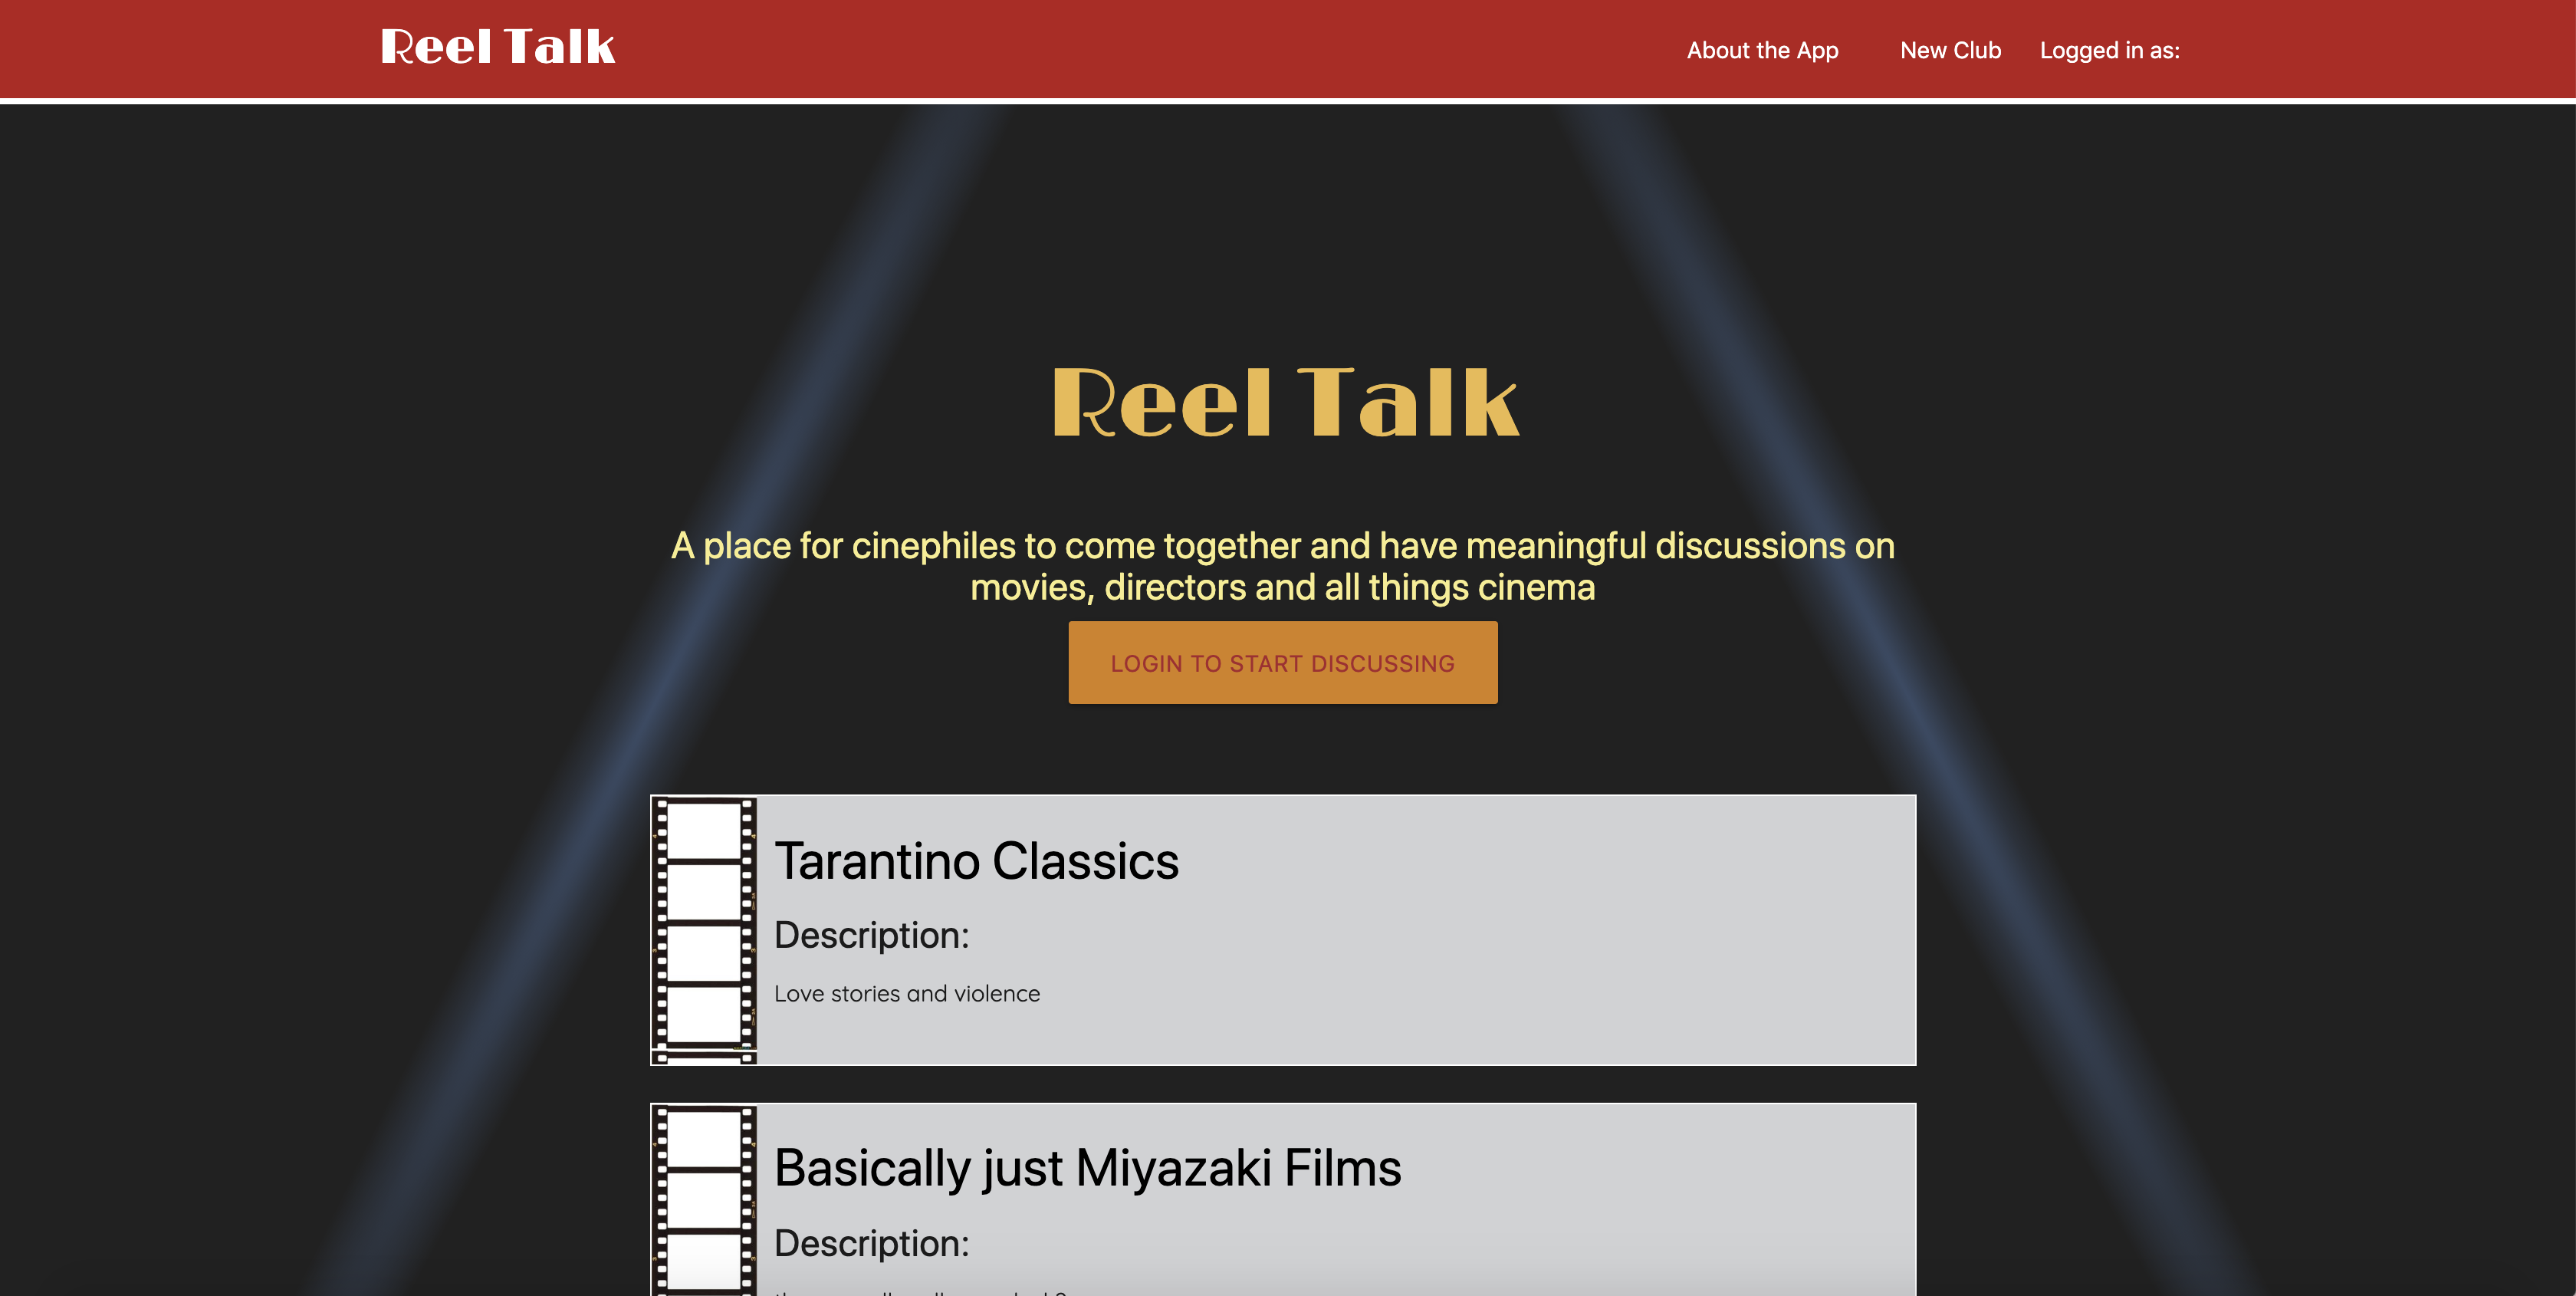 Reel Talk
About the App
New Club
Logged in as:
Reel Talk
A place for cinephiles to come together and have meaningful discussions on
movies, directors and all things cinema
LOGIN TO START DISCUSSING
Tarantino Classics
Description:
Love stories and violence
Basically just Miyazaki Films
Description: